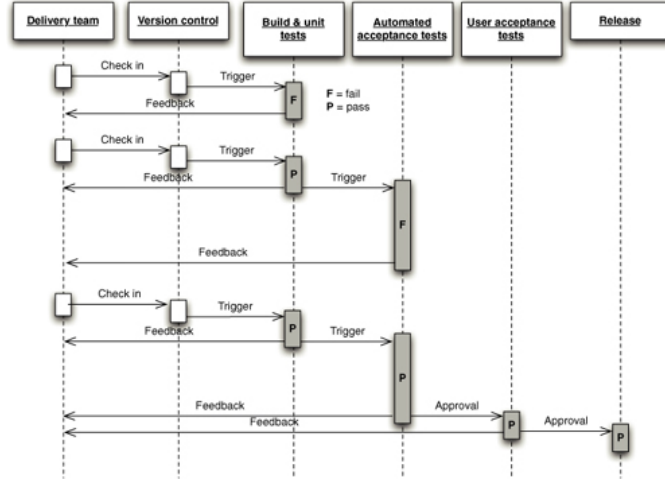 Delivery team
Version control
Build & unit
tests
Automated
acceptance tests
User acceptance
tests
Release
Check in
Trigger
F
F = fail
P = pass
Feedback
Check in
Trigger
P
Feedback
Trigger
F
Feedback
Check in
Trigger
P
Feedback
Trigger
P
Feedback
Approval
P
Feedback
Approval
P